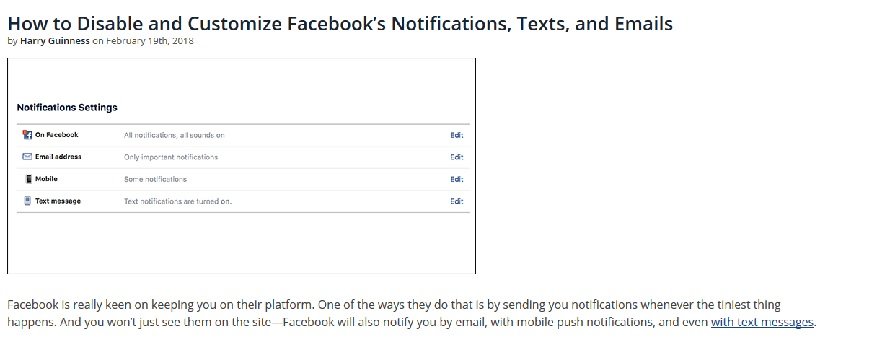 How to Disable and Customize Facebook's Notifications, Texts, and Emails
by Harry Guinness on February 19th, 2018
Notifications Settings
On Facebook All notifications, all sounds on Edit
Email address Only important notifications Edit
Mobile Some notifications Edit
Text message Text notifications are turned on. Edit
Facebook is really keen on keeping you on their platform. One of the ways they do that is by sending you notifications whenever the tiniest thing
happens. And you won't just see them on the site—Facebook will also notify you by email, with mobile push notifications, and even with text messages.